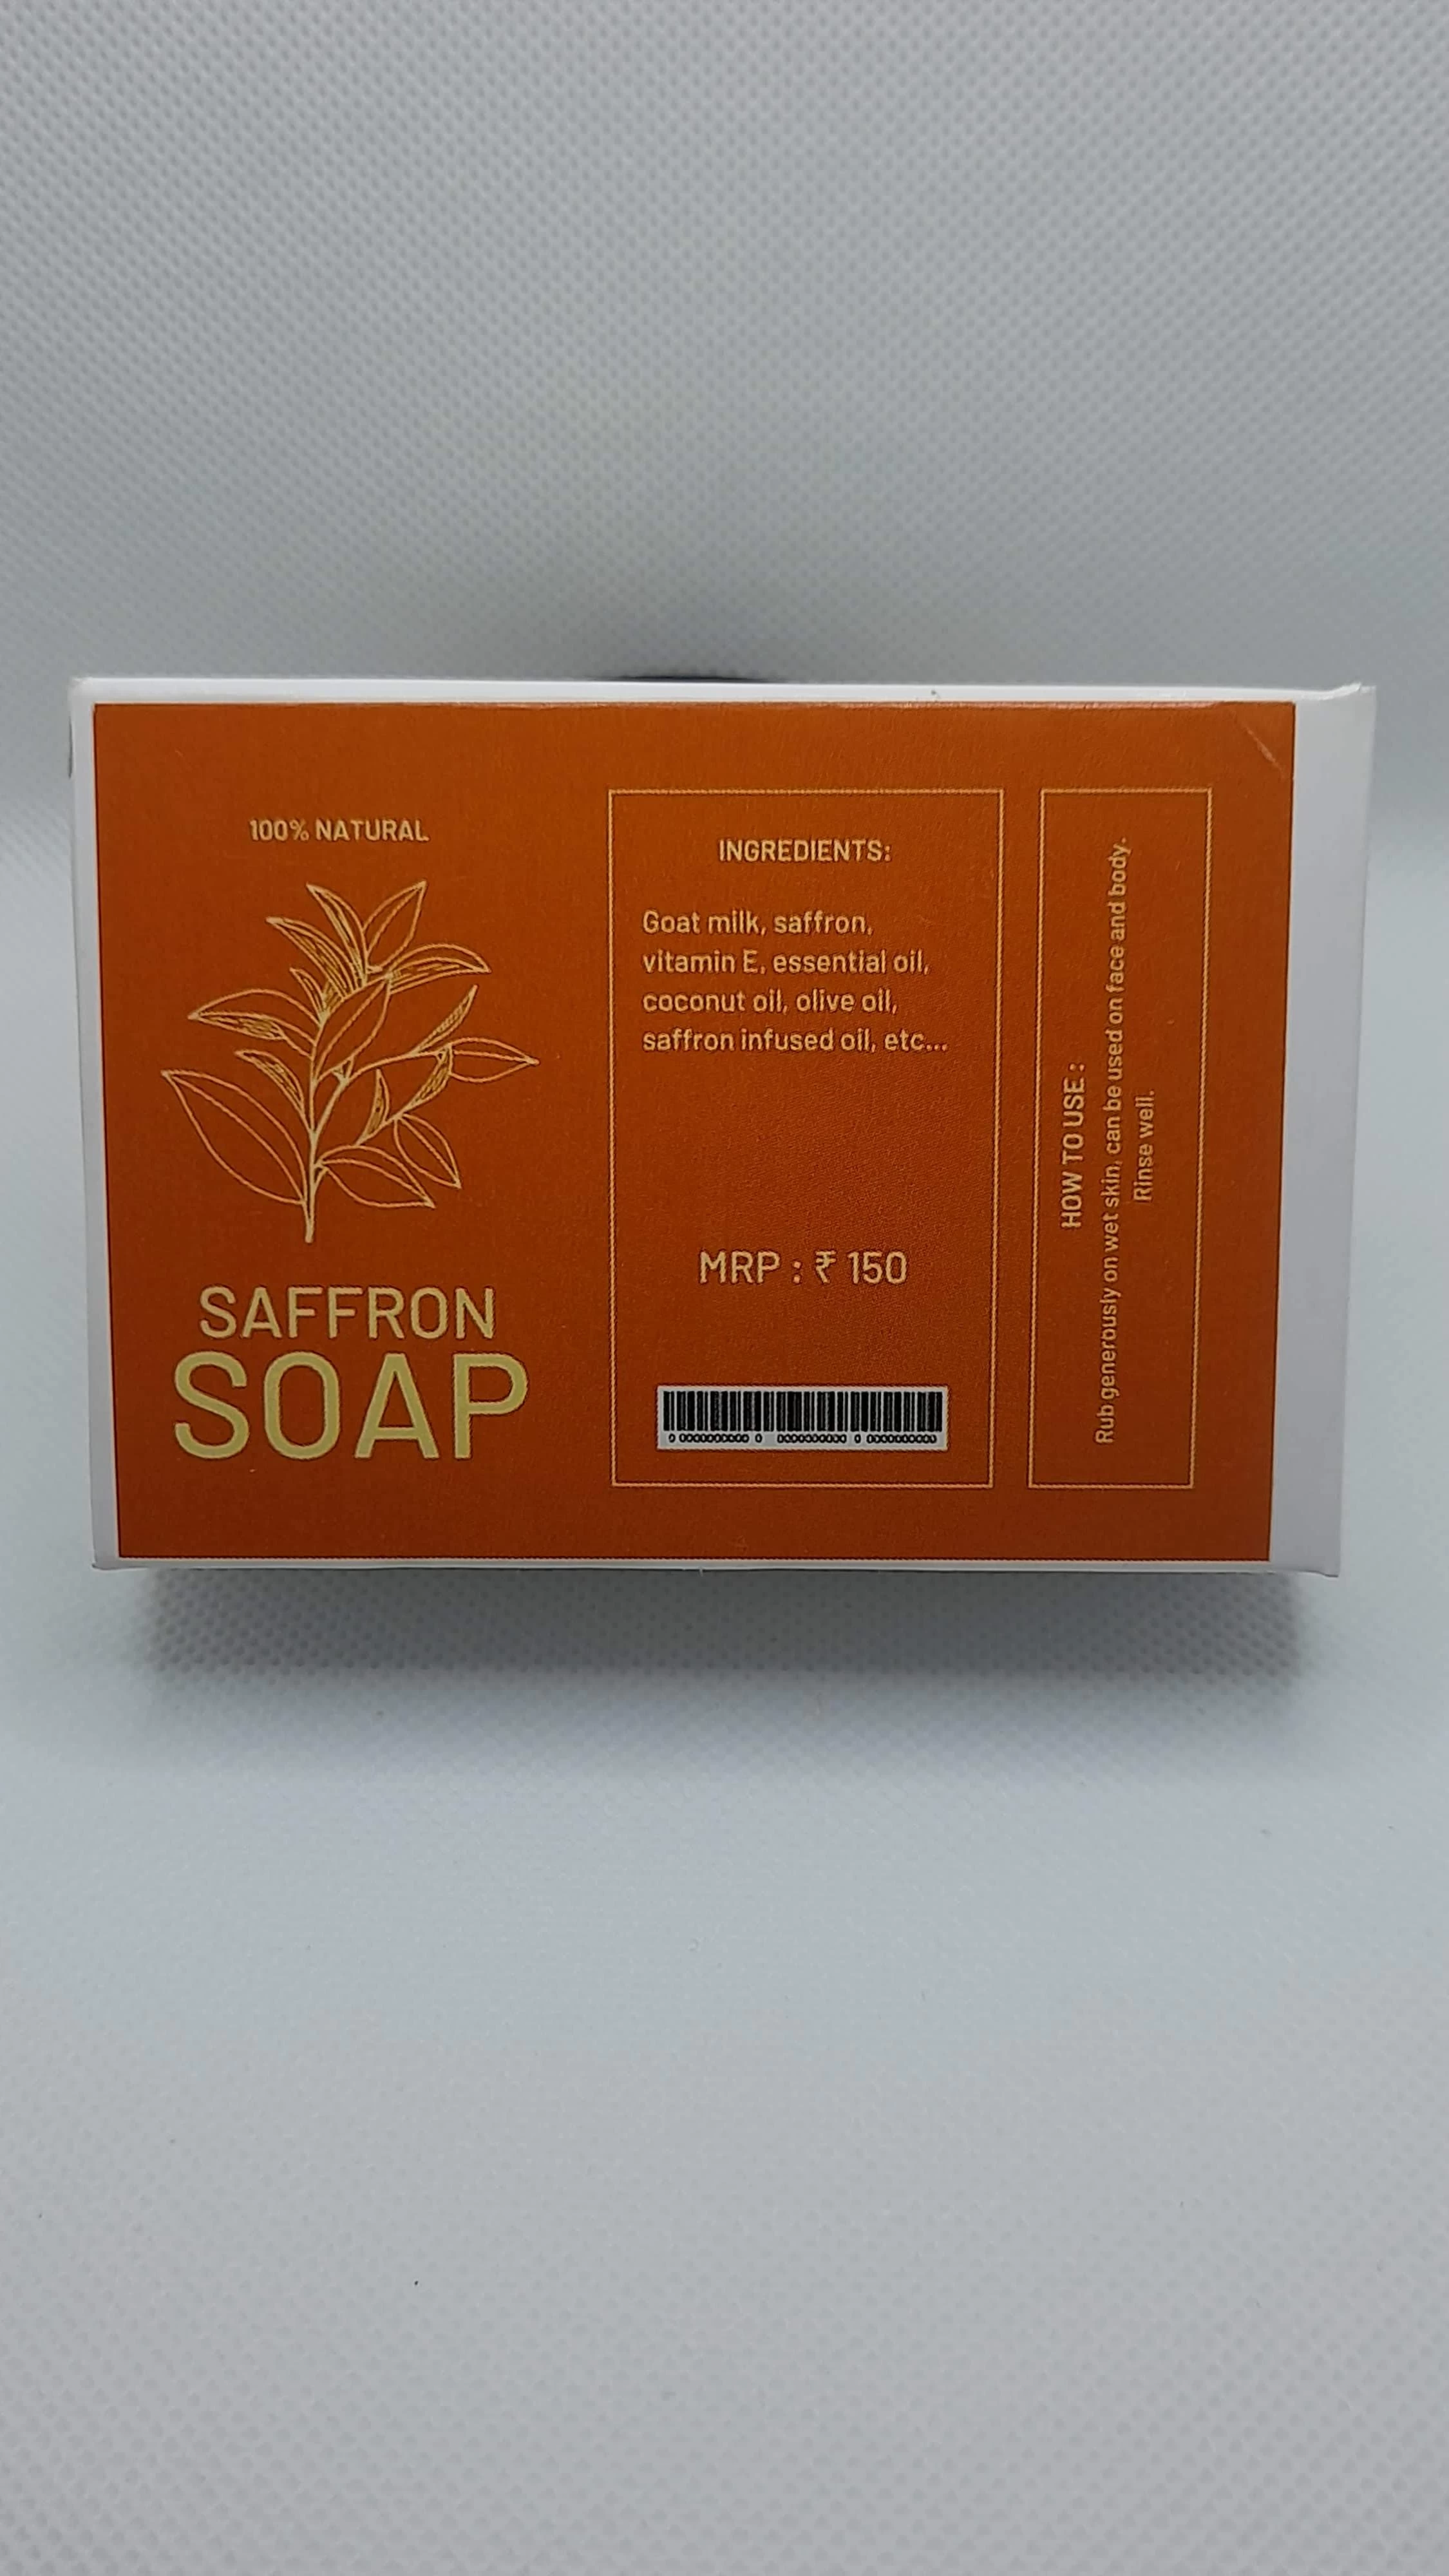 100% NATURAL
SAFFRON
SOAP
INGREDIENTS:
Goat milk, saffron,
vitamin E, essential oil,
coconut oil, olive oil,
saffron infused oil, etc...
MRP : ₹ 150
HOW TO USE :
Rub generously on wet skin, can be used on face and body.
Rinse well.